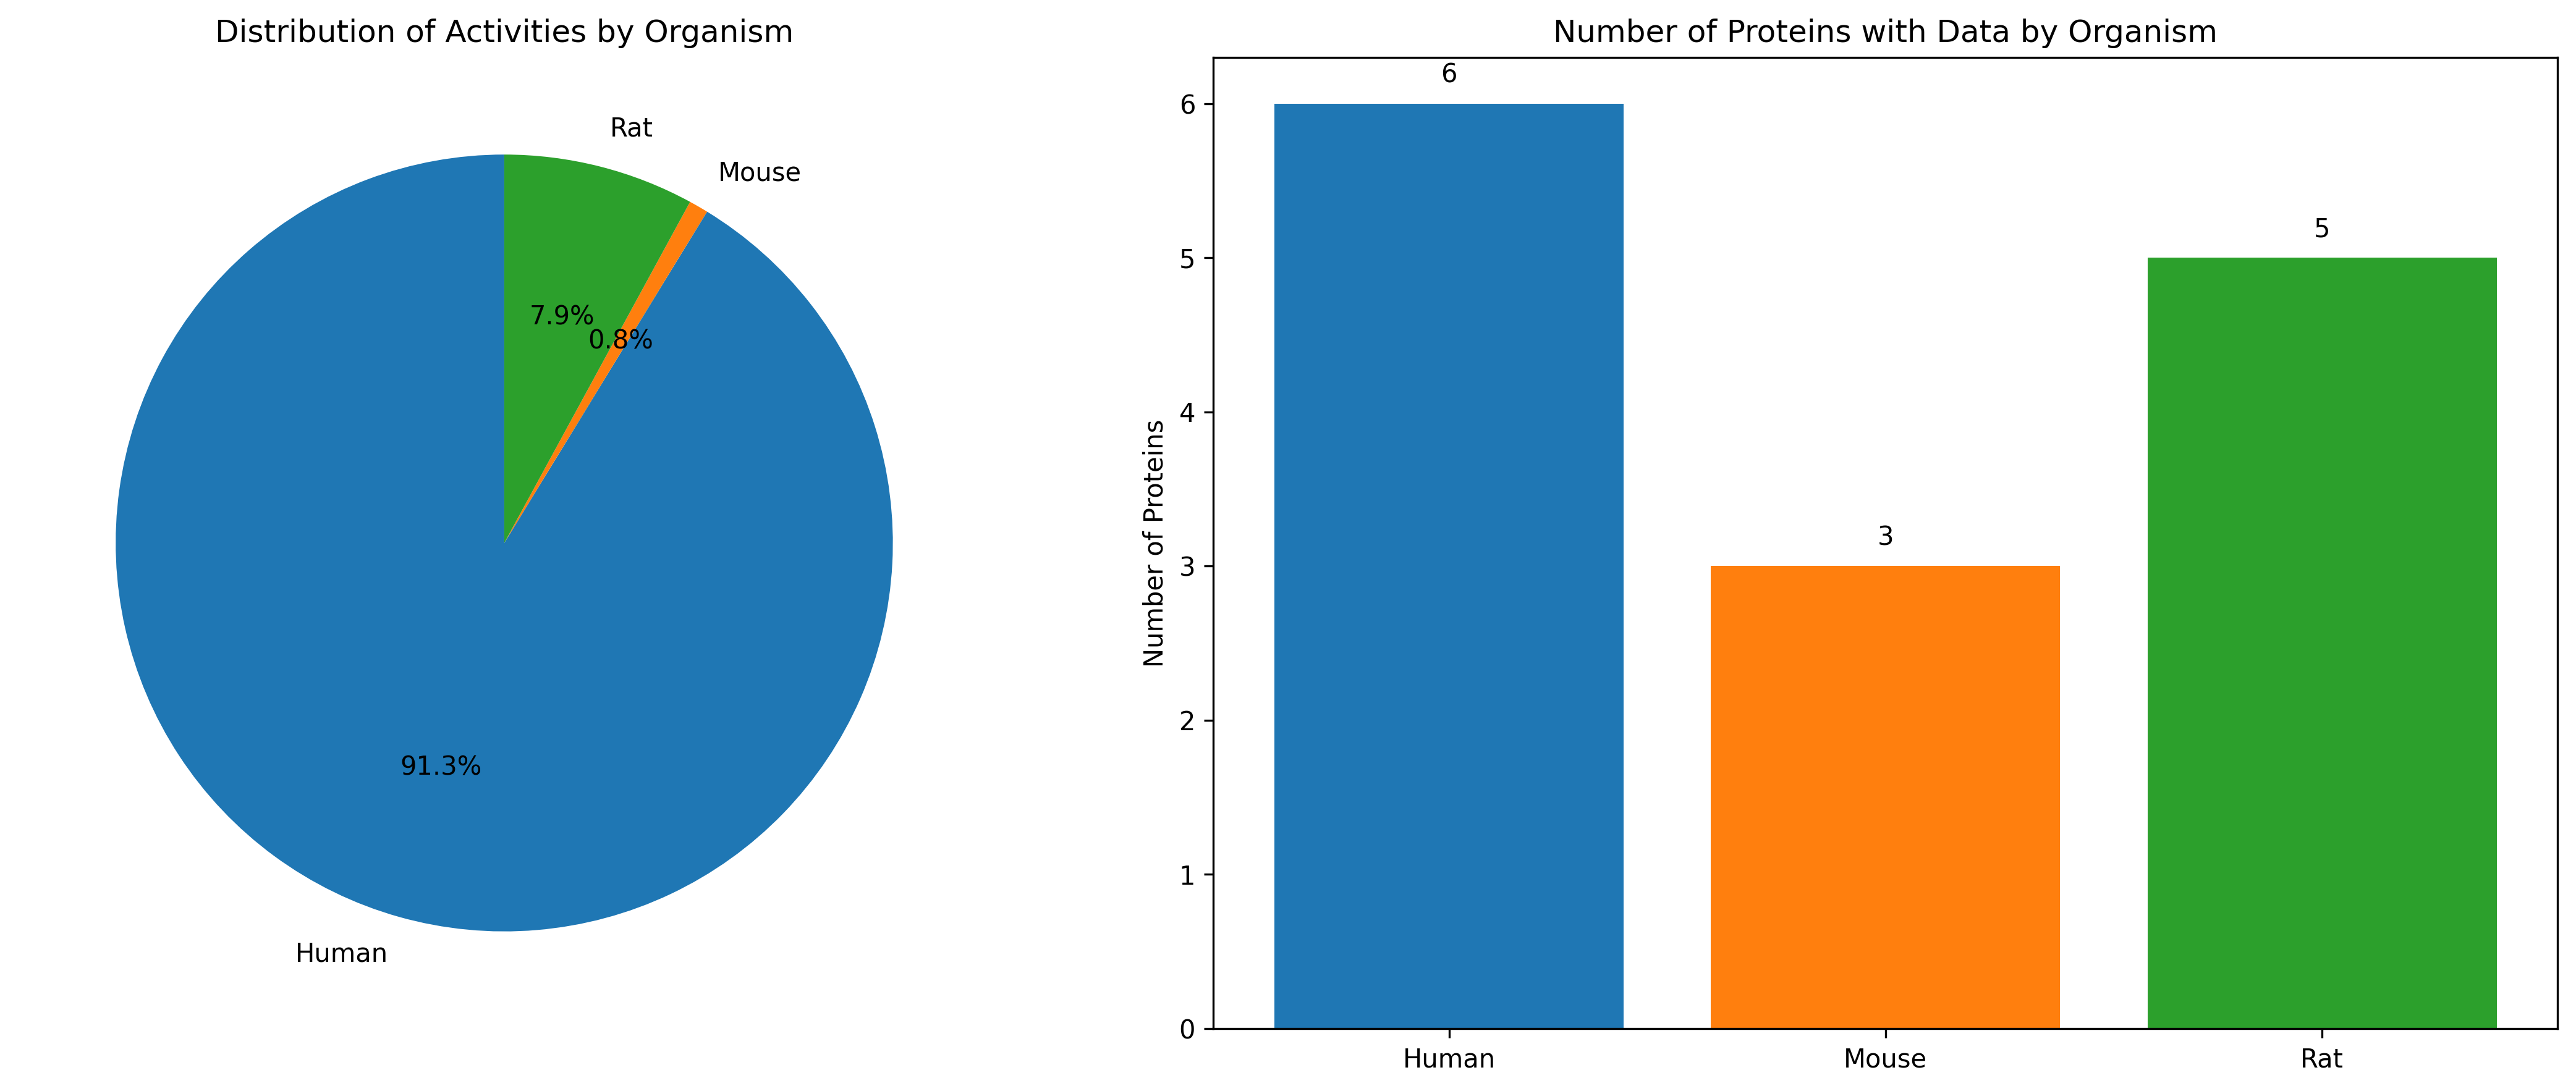 Distribution of Activities by Organism
Rat
Mouse
7.9%
0.8%
91.3%
Human
Number of Proteins with Data by Organism
Number of Proteins
6
5
4
3
2
1
0
6
3
5
Human
Mouse
Rat